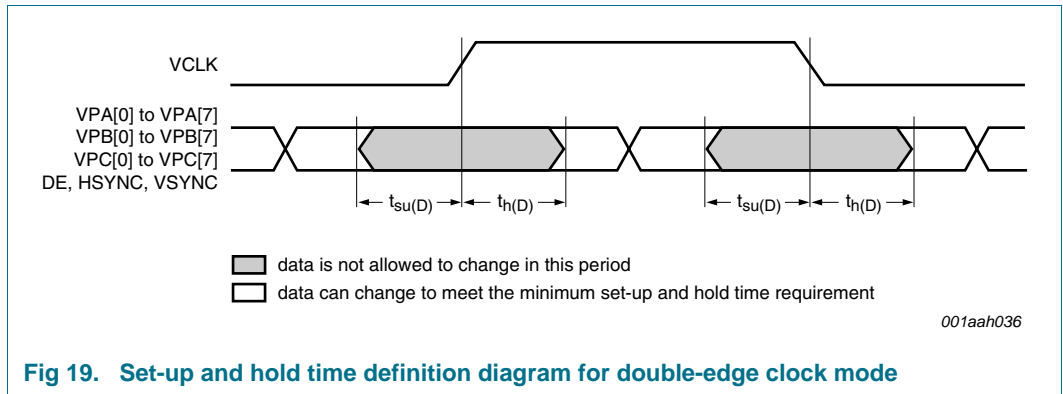 VCLK
VPA[0] to VPA[7]
VPB[0] to VPB[7]
VPC[0] to VPC[7]
DE, HSYNC, VSYNC
tsu(D) th(D) tsu(D) th(D)
data is not allowed to change in this period
data can change to meet the minimum set-up and hold time requirement
001aah036
Fig 19. Set-up and hold time definition diagram for double-edge clock mode